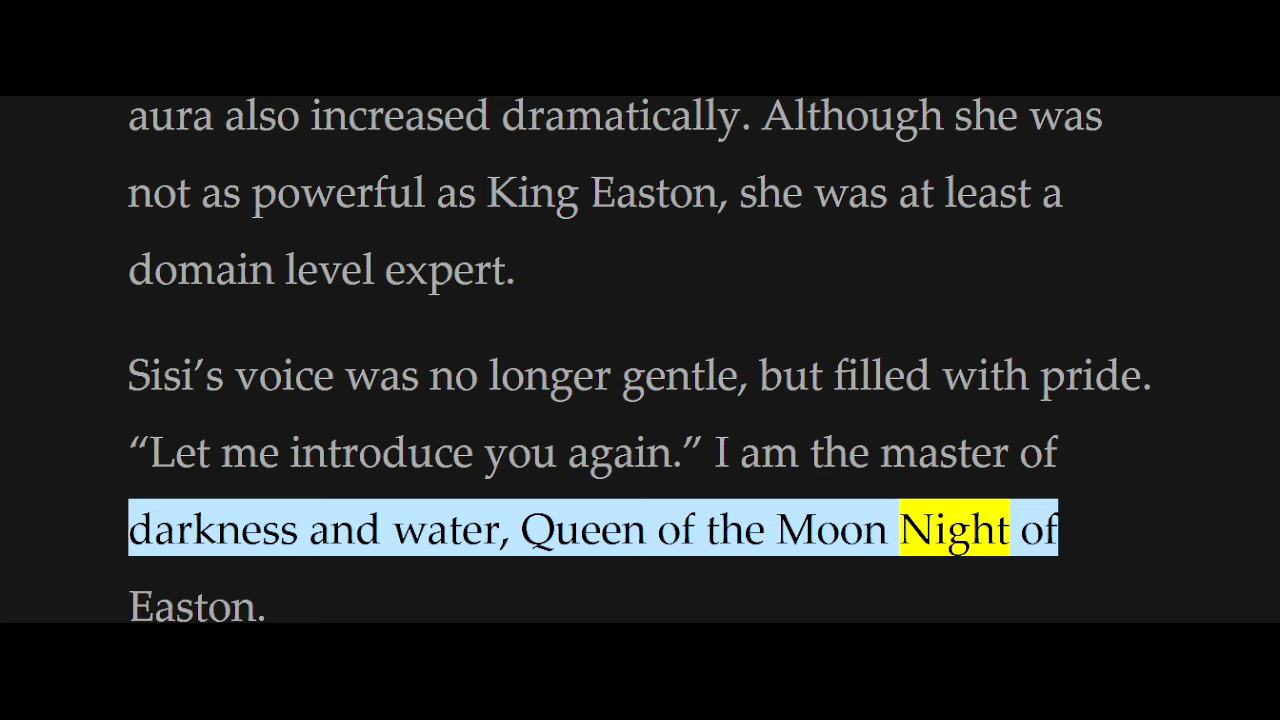 aura also increased dramatically. Although she was
not as powerful as King Easton, she was at least a
domain level expert.
Sisi’s voice was no longer gentle, but filled with pride.
“Let me introduce you again.” I am the master of
darkness and water, Queen of the Moon Night of
Easton.